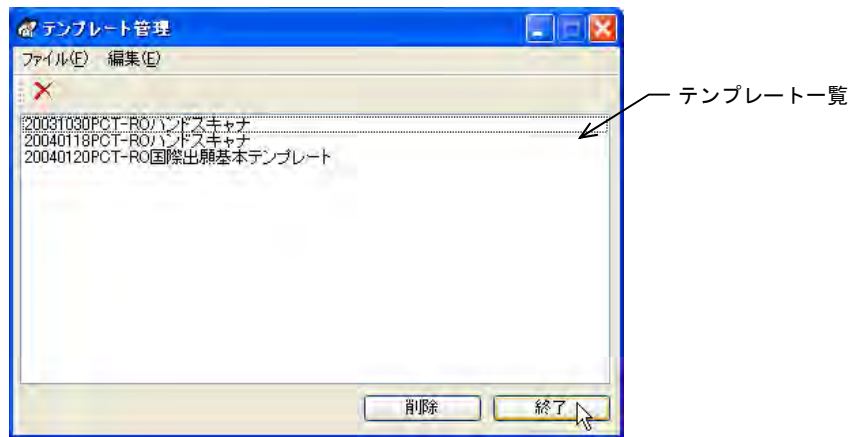 テンプレート管理
ファイル(F) 編集(E)
テンプレート一覧
20031030PCT-ROハンドスキャナ
20040118PCT-ROハンドスキャナ
20040120PCT-RO国際出願基本テンプレート
削除 終了